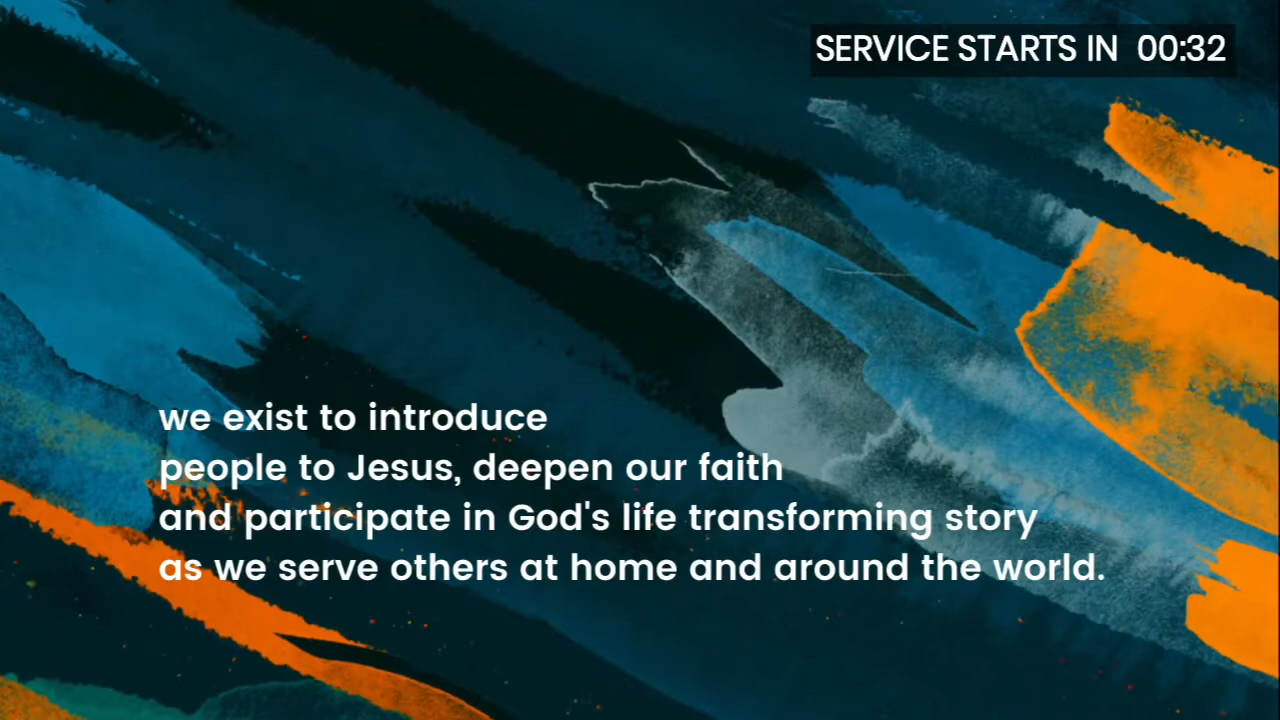 SERVICE STARTS IN 00:32
we exist to introduce
people to Jesus, deepen our faith
and participate in God's life transforming story
as we serve others at home and around the world.